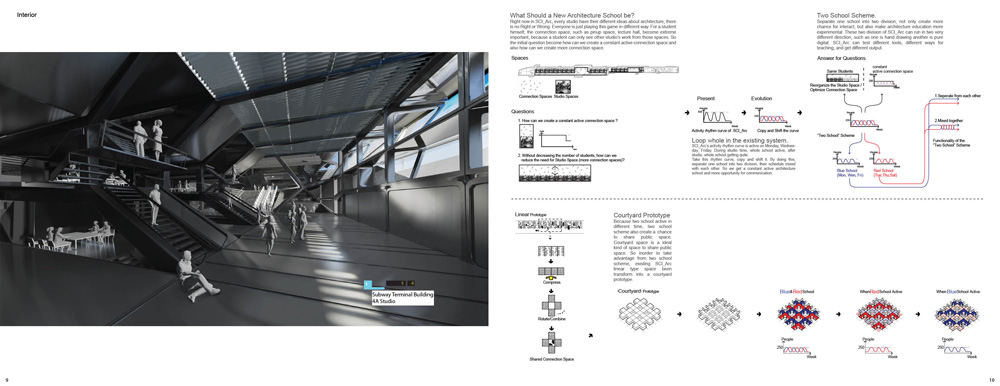 Interior
Subway Terminal Building
4A Studio
9
What Should a New Architecture School be?
Right now in SCI_Arc, every studio have their different ideas about architecture, there
is no Right or Wrong. Everyone is just playing this game in different way. For a student
himself, the connection space, such as pinup space, lecture hall, become extreme
important, because a student can only see other studio's work from those spaces. So
the initial question become how can we create a constant active connection space and
also how can we create more connection space.
Spaces
Connection Spaces
Studio Spaces
Questions
1. How can we create a constant active connection space ?
2. Without decreasing the number of students, how can we
reduce the need for Studio Space (more connection spaces)?
Present
Evolution
Week
Week
Activity rhythm curve of SCI_Arc
Copy and Shift the curve
Loop whole in the existing system.
SCI_Arc's activity rhythm curve is active on Monday, Wednes-
day, Friday. During studio time, whole school active, after
studio, whole school getting quite.
Take this rhythm curve, copy and shift it. By doing this,
separate one school into two division, their schedule mixed
with each other. So we get a constant active architecture
school and more opportunity for communication.
Two School Scheme.
Separate one school into two division, not only create more
chance for interact, but also make architecture education more
experimental. These two division of SCI_Arc can run in two very
different direction, such as one is hand drawing another is pure
digital. SCI_Arc can test different tools, different ways for
teaching, and get different output.
Answer for Questions
Same Students
constant
active connection space
Reorganize the Studio Space /
Optimize Connection Space
"Two School" Scheme
Blue School
(Mon, Wen, Fri)
Red School
(Tue,Thu,Sat)
1.Seperate from each other
2.Mixed together
Functionality of the
"Two School" Scheme
Linear Prototype
Compress
Rotate/Combine
Shared Connection Space
Courtyard Prototype
Because two school active in
different time, two school
scheme also create a chance
to share public space.
Courtyard space is a ideal
kind of space to share public
space. So inorder to take
advantage from two school
scheme, existing SCI_Arc
linear type space been
transform into a courtyard
prototype.
Courtyard Prototype
Blue&Red School
When Red School Active
When Blue School Active
People
250
Week
People
250
Week
People
250
Week
10